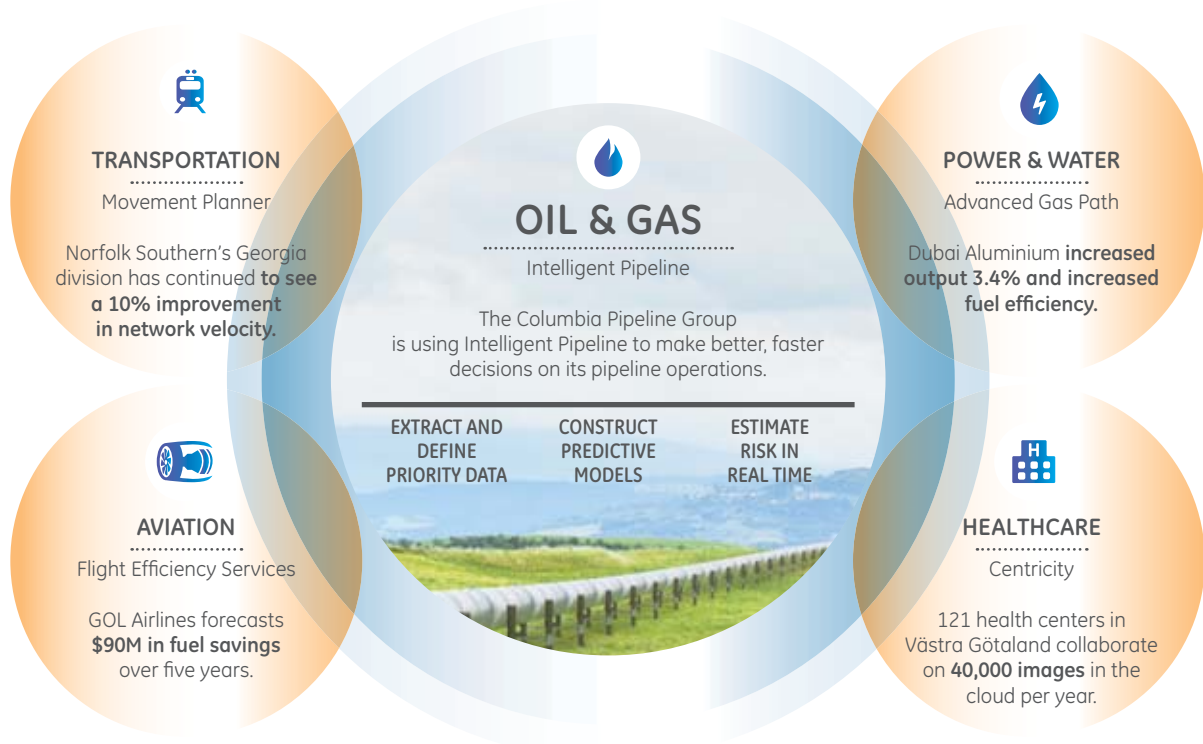 TRANSPORTATION
Movement Planner
Norfolk Southern's Georgia
division has continued to see
a 10% improvement
in network velocity.
OIL & GAS
Intelligent Pipeline
The Columbia Pipeline Group
is using Intelligent Pipeline to make better, faster
decisions on its pipeline operations.
EXTRACT AND
DEFINE
PRIORITY DATA
CONSTRUCT
PREDICTIVE
MODELS
ESTIMATE
RISK IN
REAL TIME
POWER & WATER
Advanced Gas Path
Dubai Aluminium increased
output 3.4% and increased
fuel efficiency.
AVIATION
Flight Efficiency Services
GOL Airlines forecasts
$90M in fuel savings
over five years.
H
HEALTHCARE
Centricity
121 health centers in
Västra Götaland collaborate
on 40,000 images in the
cloud per year.